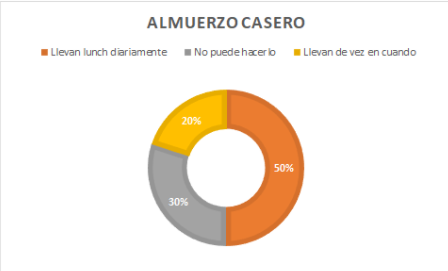 ALMUERZO CASERO
Llevan lunch diariamente No puede hacerlo Llevan de vez en cuando
20%
50%
30%